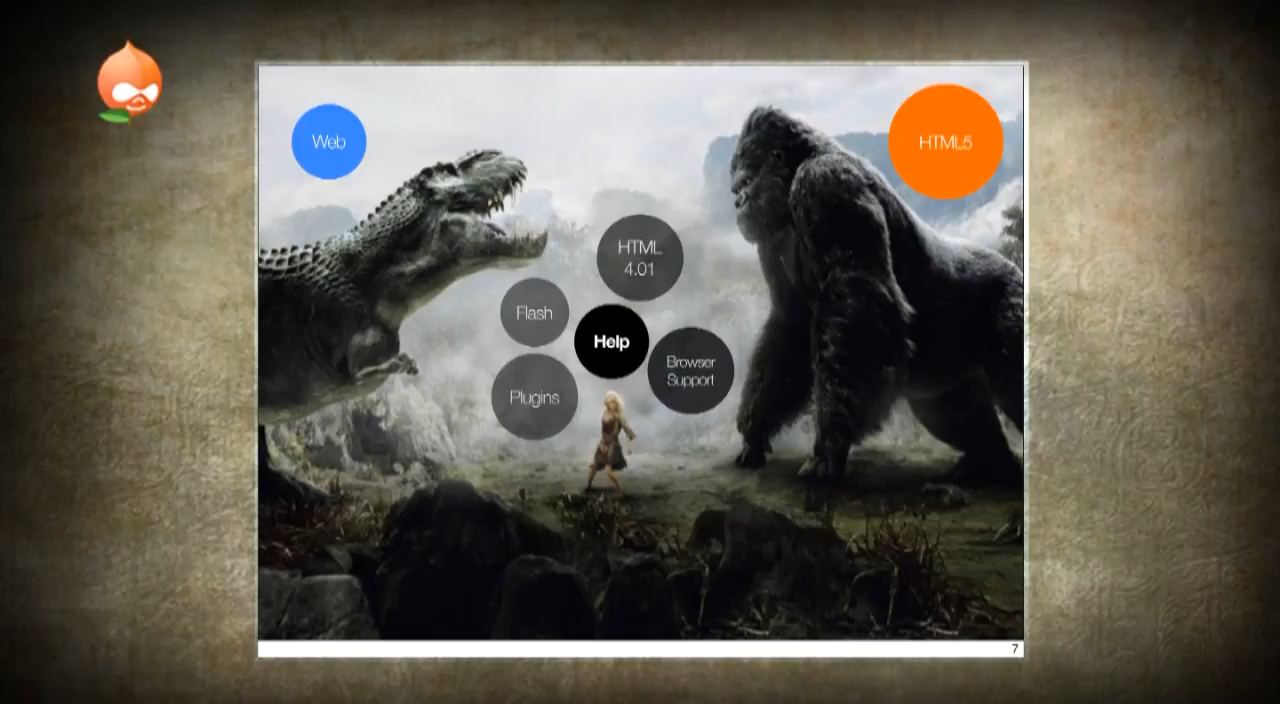 Web
HTML5
HTML
4.01
Flash
Help
Browser
Support
Plugins
7